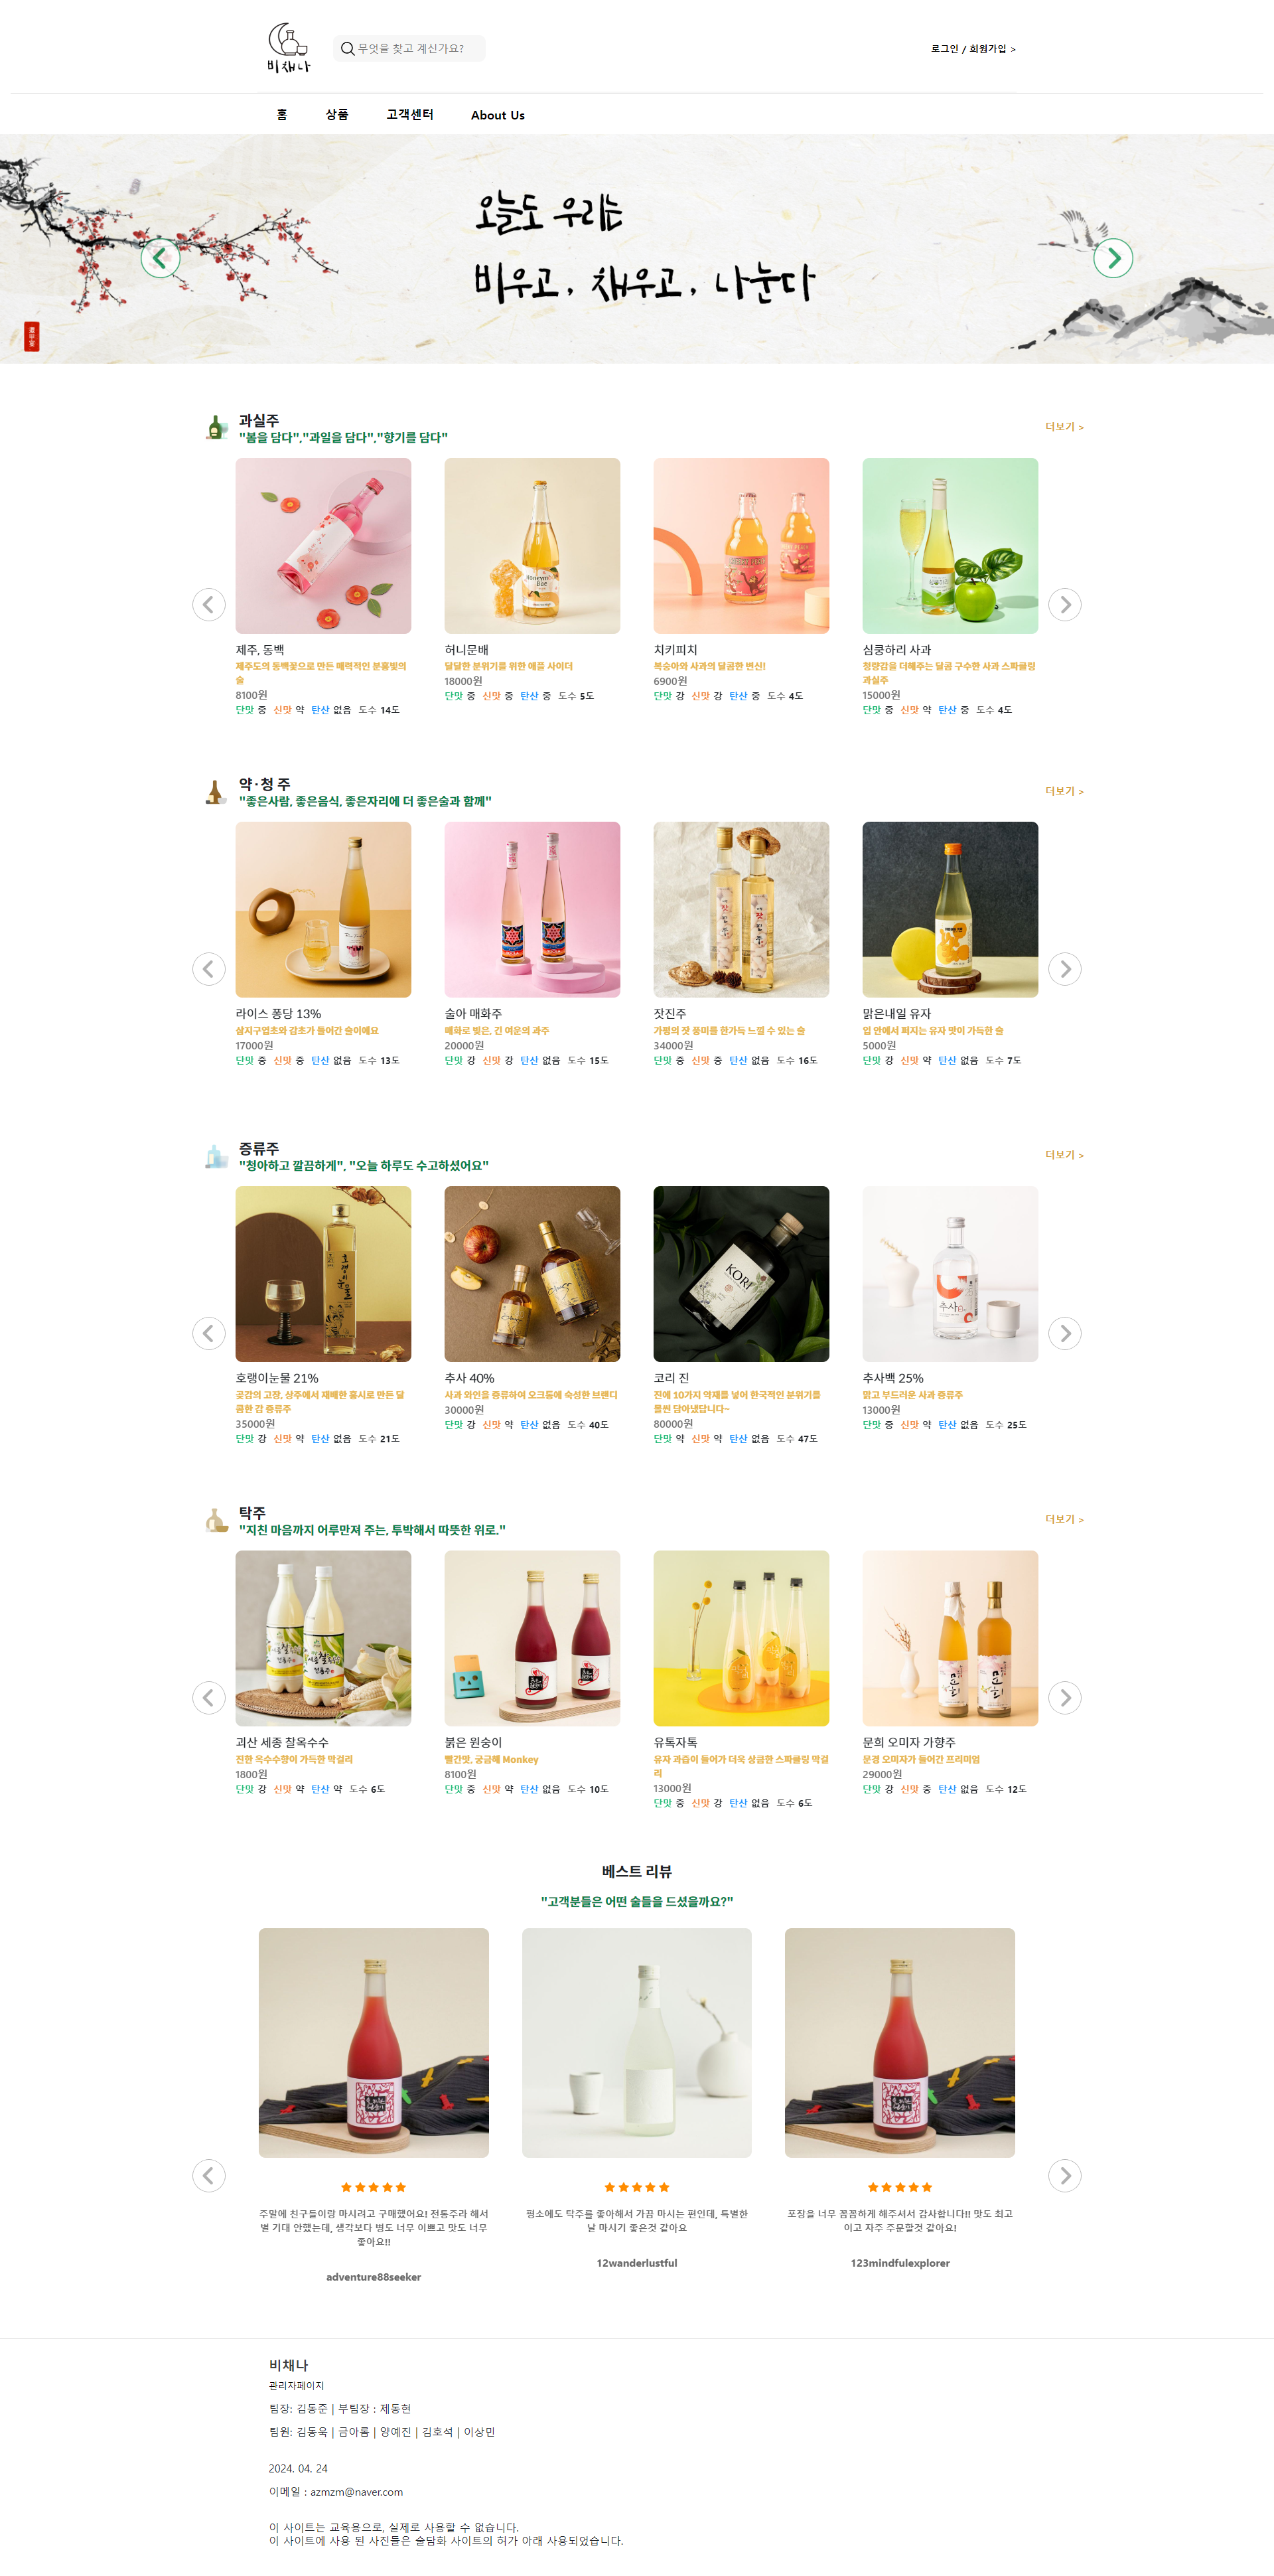 비채나
무엇을 찾고 계신가요?
로그인 / 회원가입 >
홈 상품 고객센터 About Us
오늘도 우리는
비우고, 채우고, 나눈다
과실주
"봄을 담다","과일을 담다","향기를 담다"
더보기 >
제주, 동백
제주도의 동백꽃으로 만든 매력적인 분홍빛의
술
8100원
단맛 중 신맛 약 탄산 없음 도수 14도
허니문배
달달한 분위기를 위한 애플 사이더
18000원
단맛 중 신맛 중 탄산 중 도수 5도
치키피치
복숭아와 사과의 달콤한 변신!
6900원
단맛 강 신맛 강 탄산 중 도수 4도
심쿵하리 사과
청량감을 더해주는 달콤 구수한 사과 스파클링
과실주
15000원
단맛 중 신맛 약 탄산 중 도수 4도
약·청 주
"좋은사람, 좋은음식, 좋은자리에 더 좋은술과 함께"
더보기 >
라이스 퐁당 13%
삼지구엽초와 감초가 들어간 술이에요
17000원
단맛 중 신맛 중 탄산 없음 도수 13도
술아 매화주
매화로 빚은, 긴 여운의 과주
20000원
단맛 강 신맛 강 탄산 없음 도수 15도
잣진주
가평의 잣 풍미를 한가득 느낄 수 있는 술
34000원
단맛 중 신맛 중 탄산 없음 도수 16도
맑은내일 유자
입 안에서 퍼지는 유자 맛이 가득한 술
5000원
단맛 강 신맛 약 탄산 없음 도수 7도
증류주
"청아하고 깔끔하게", "오늘 하루도 수고하셨어요"
더보기 >
KORI
추사
호랭이눈물 21%
곶감의 고장, 상주에서 재배한 홍시로 만든 달
콤한 감 증류주
35000원
단맛 강 신맛 약 탄산 없음 도수 21도
추사 40%
사과 와인을 증류하여 오크통에 숙성한 브랜디
30000원
단맛 강 신맛 약 탄산 없음 도수 40도
코리 진
진에 10가지 약재를 넣어 한국적인 분위기를
물씬 담아냈답니다~
80000원
단맛 약 신맛 약 탄산 없음 도수 47도
추사백 25%
맑고 부드러운 사과 증류주
13000원
단맛 중 신맛 약 탄산 없음 도수 25도
탁주
"지친 마음까지 어루만져 주는, 투박해서 따뜻한 위로."
더보기 >
괴산 세종 찰옥수수
진한 옥수수향이 가득한 막걸리
1800원
단맛 강 신맛 약 탄산 약 도수 6도
붉은 원숭이
빨간맛, 궁금해 Monkey
8100원
단맛 중 신맛 약 탄산 없음 도수 10도
유톡자톡
유자 과즙이 들어가 더욱 상큼한 스파클링 막걸
리
13000원
단맛 중 신맛 강 탄산 없음 도수 6도
문희 오미자 가향주
문경 오미자가 들어간 프리미엄
29000원
단맛 강 신맛 중 탄산 없음 도수 12도
베스트 리뷰
"고객분들은 어떤 술들을 드셨을까요?"
주말에 친구들이랑 마시려고 구매했어요! 전통주라 해서
별 기대 안했는데, 생각보다 병도 너무 이쁘고 맛도 너무
좋아요!!
adventure88seeker
평소에도 탁주를 좋아해서 가끔 마시는 편인데, 특별한
날 마시기 좋은것 같아요
12wanderlustful
포장을 너무 꼼꼼하게 해주셔서 감사합니다!! 맛도 최고
이고 자주 주문할것 같아요!
123mindfulexplorer
비채나
관리자페이지
팀장: 김동준 | 부팀장 : 제동현
팀원: 김동욱 | 금아름 | 양예진 | 김호석 | 이상민
2024. 04. 24
이메일 : azmzm@naver.com
이 사이트는 교육용으로, 실제로 사용할 수 없습니다.
이 사이트에 사용 된 사진들은 술담화 사이트의 허가 아래 사용되었습니다.